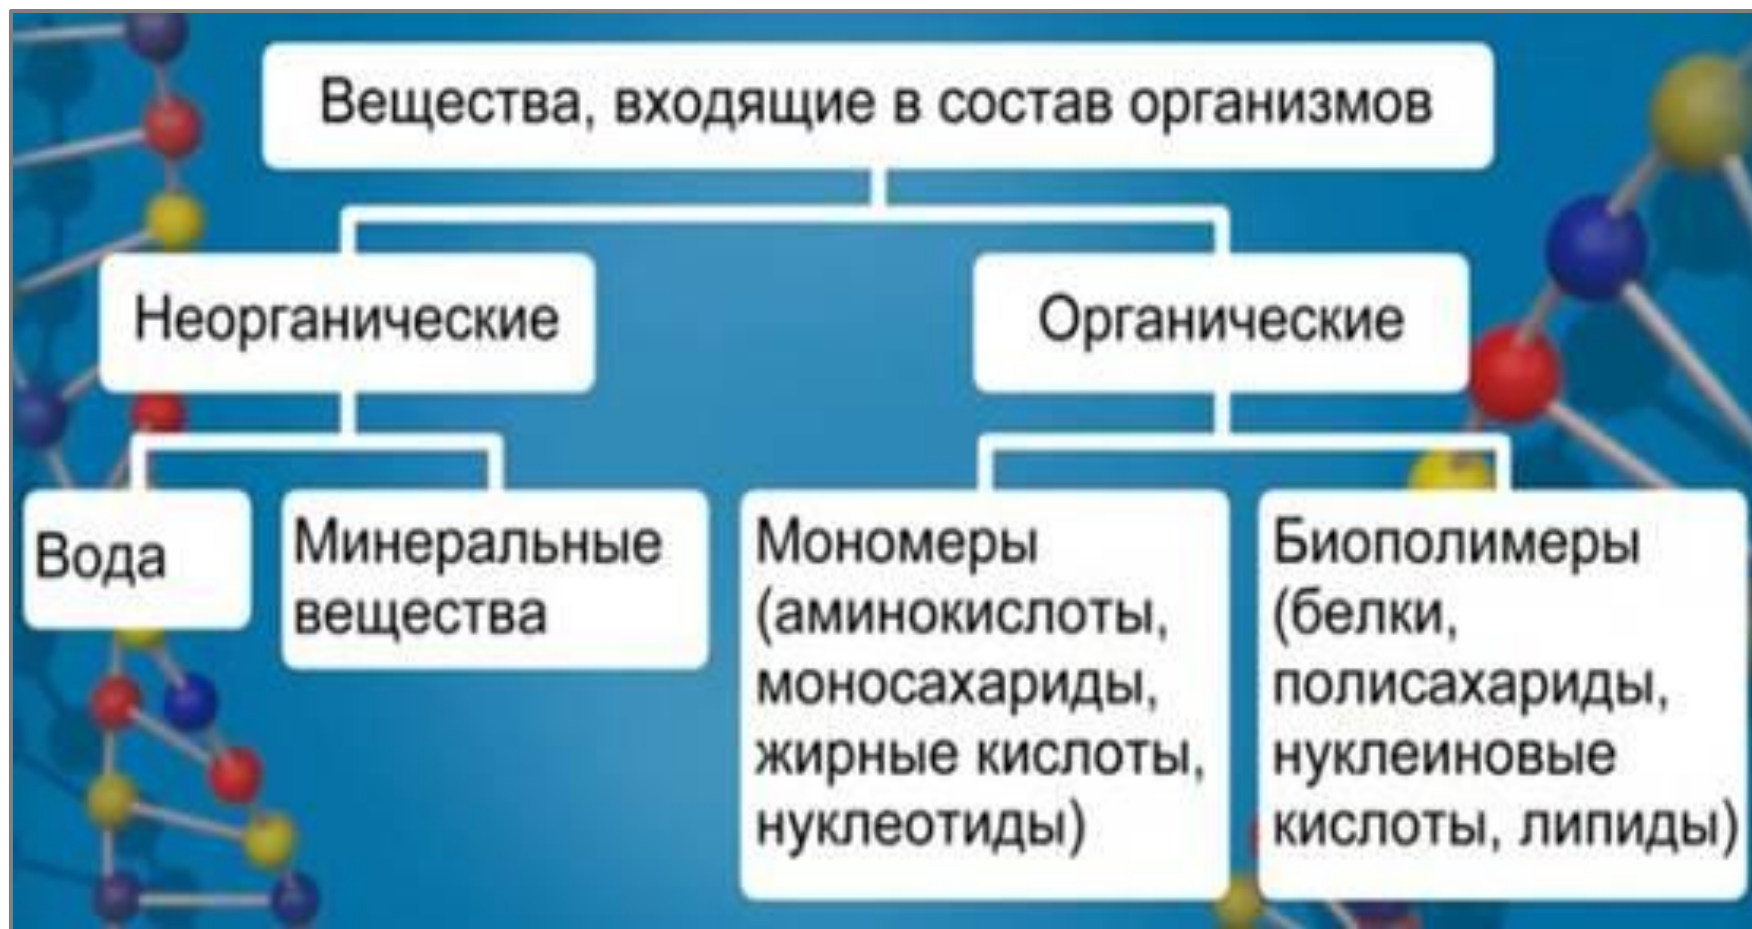 Вещества, входящие в состав организмов
Неорганические
Органические
Вода
Минеральные
вещества
Мономеры
(аминокислоты,
моносахариды,
жирные кислоты,
нуклеотиды)
Биополимеры
(белки,
полисахариды,
нуклеиновые
кислоты, липиды)